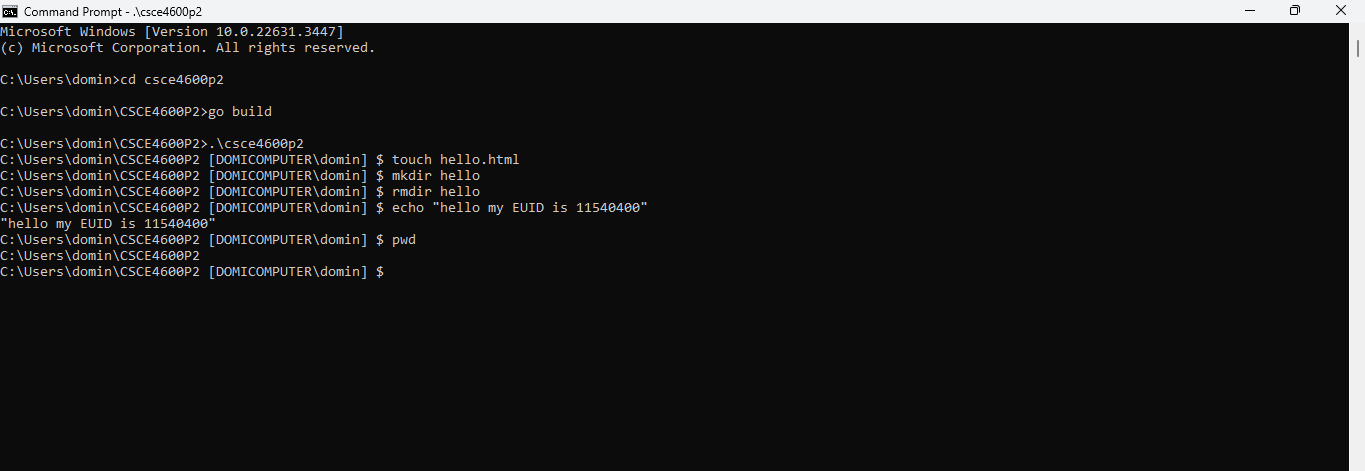 Command Prompt - .\csce4600p2
Microsoft Windows [Version 10.0.22631.3447]
(c) Microsoft Corporation. All rights reserved.
C:\Users\domin>cd csce4600p2
C:\Users\domin\CSCE4600P2>go build
C:\Users\domin\CSCE4600P2>.\csce4600p2
C:\Users\domin\CSCE4600P2 [DOMICOMPUTER\domin] $ touch hello.html
C:\Users\domin\CSCE4600P2 [DOMICOMPUTER\domin] $ mkdir hello
C:\Users\domin\CSCE4600P2 [DOMICOMPUTER\domin] $ rmdir hello
C:\Users\domin\CSCE4600P2 [DOMICOMPUTER\domin] $ echo "hello my EUID is 11540400"
"hello my EUID is 11540400"
C:\Users\domin\CSCE4600P2 [DOMICOMPUTER\domin] $ pwd
C:\Users\domin\CSCE4600P2
C:\Users\domin\CSCE4600P2 [DOMICOMPUTER\domin] $